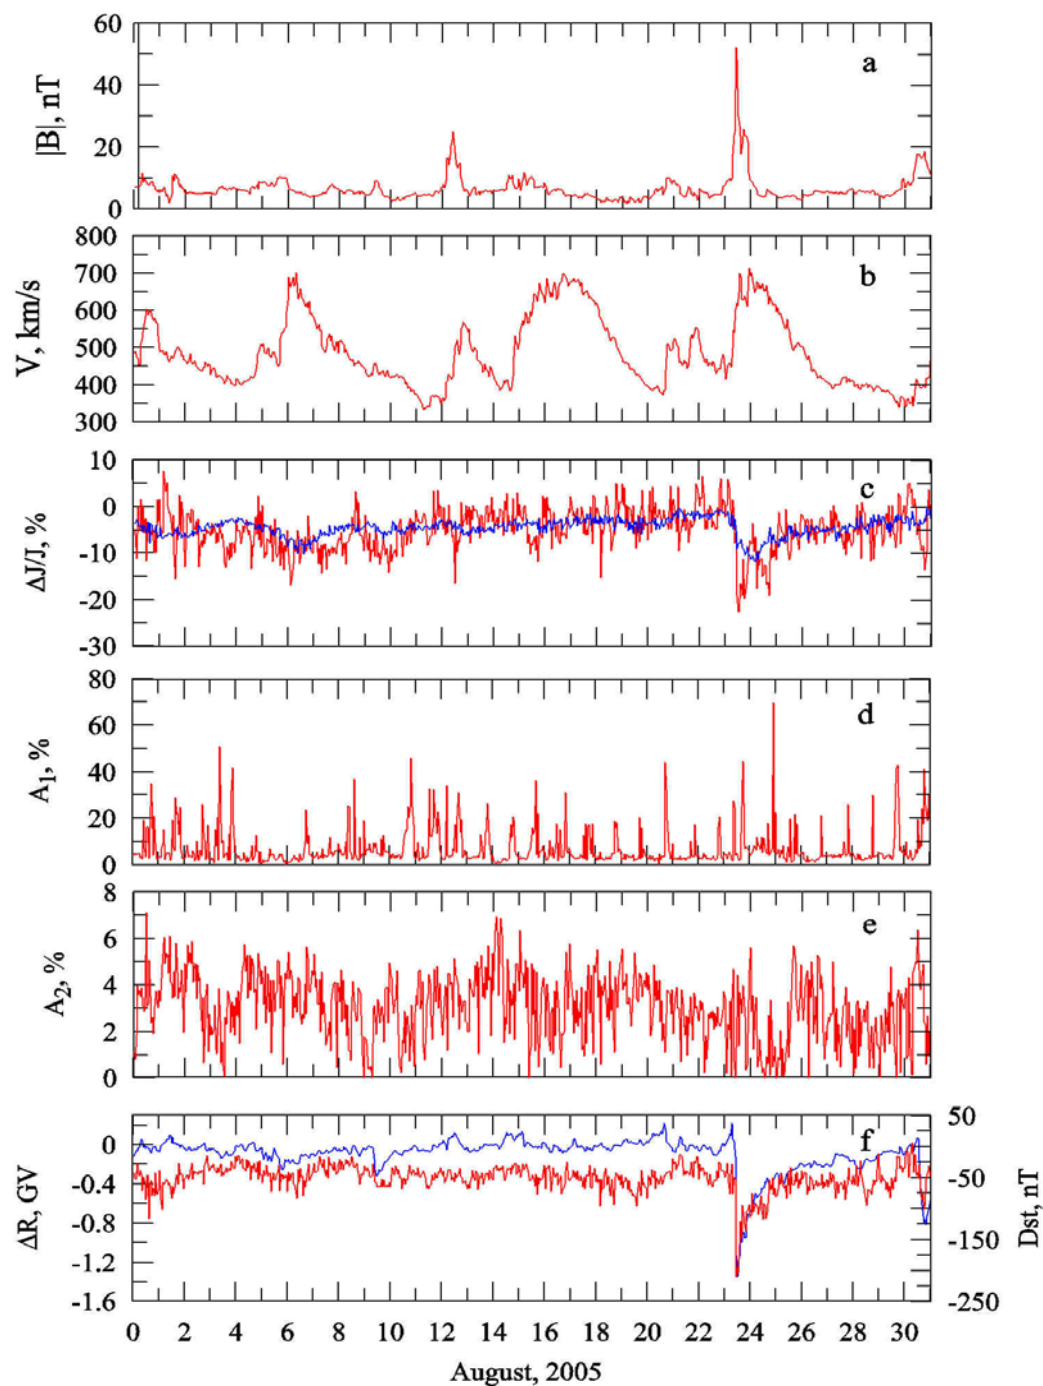 60
40
20
0
|B|, nT
a
800
700
600
500
400
300
V, km/s
b
10
0
-10
-20
-30
ΔJ/J, %
c
80
60
40
20
0
A1, %
d
8
6
4
2
0
A2, %
e
0
-0.4
-0.8
-1.2
-1.6
ΔR, GV
f
50
-50
-150
-250
Dst, nT
0 2 4 6 8 10 12 14 16 18 20 22 24 26 28 30
August, 2005